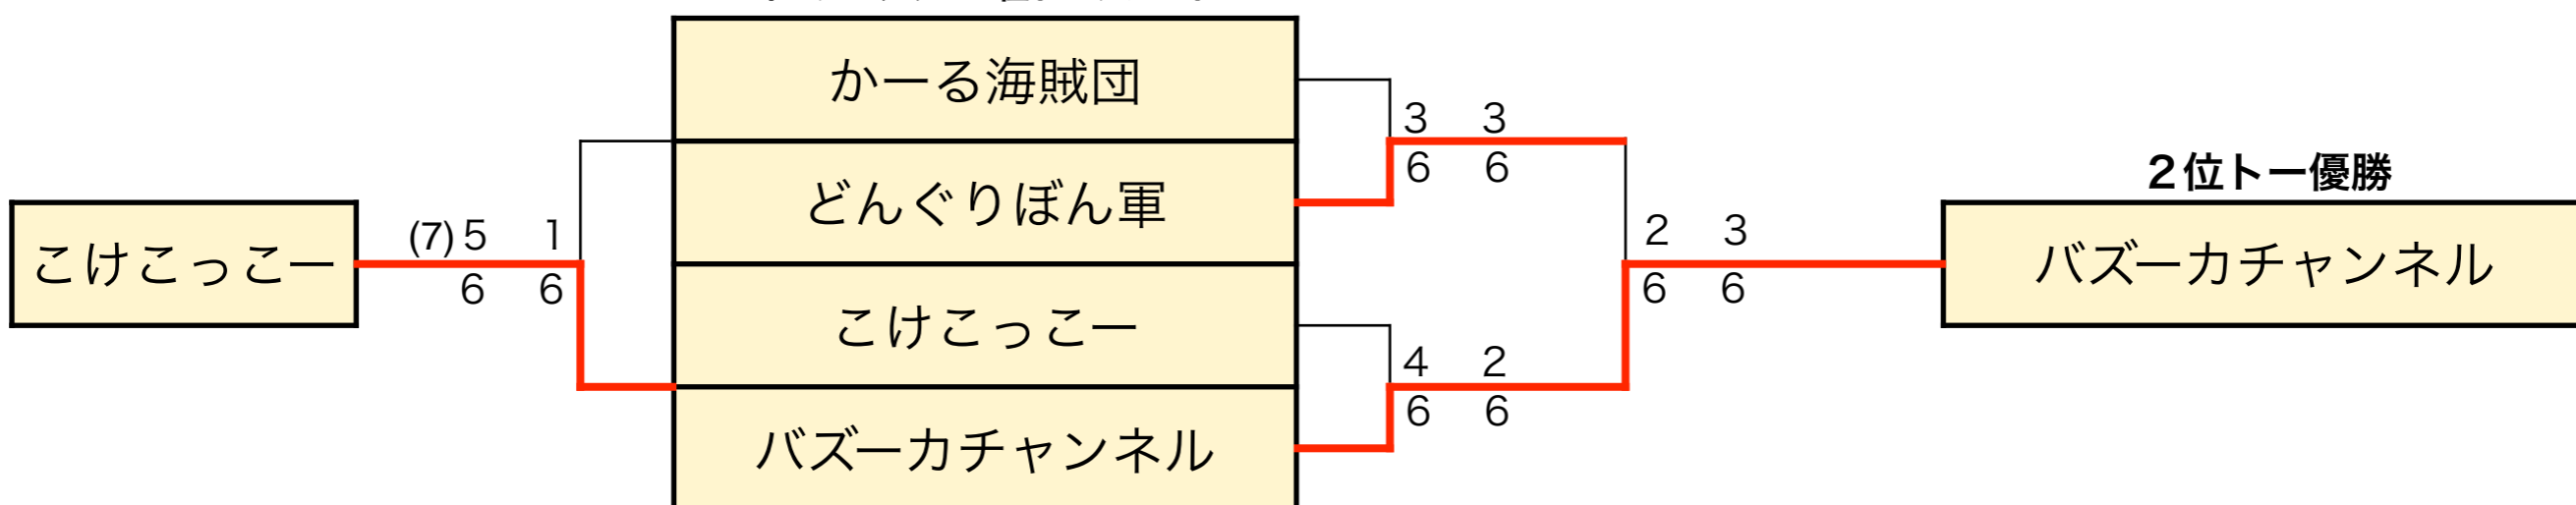 かーる海賊団
3 3
6 6
どんぐりぼん軍
2位トー優勝
(7) 5 1
6 6
こけこっこー
2 3
6 6
バズーカチャンネル
こけこっこー
4 2
6 6
バズーカチャンネル